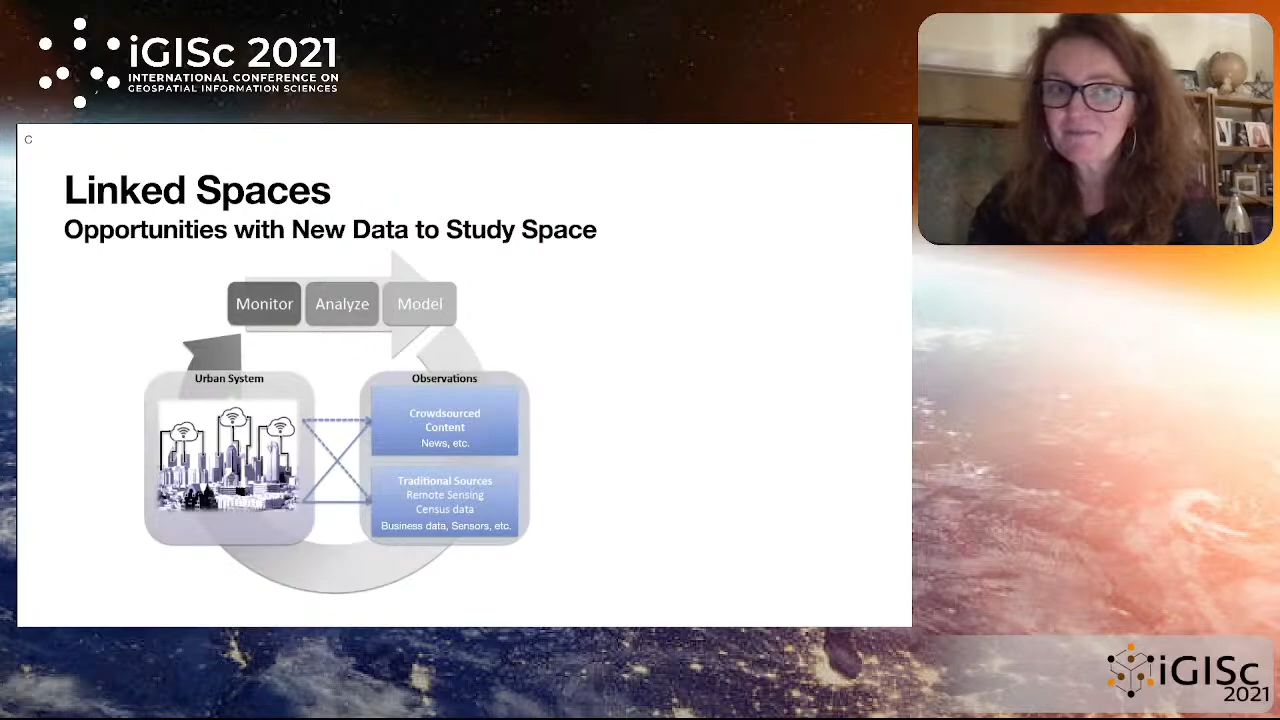 iGISc 2021
INTERNATIONAL CONFERENCE ON
GEOSPATIAL INFORMATION SCIENCES
C
Linked Spaces
Opportunities with New Data to Study Space
Monitor
Analyze
Model
Urban System
Observations
Crowdsourced
Content
News, etc.
Traditional Sources
Remote Sensing
Census data
Business data, Sensors, etc.
iGISc
2021